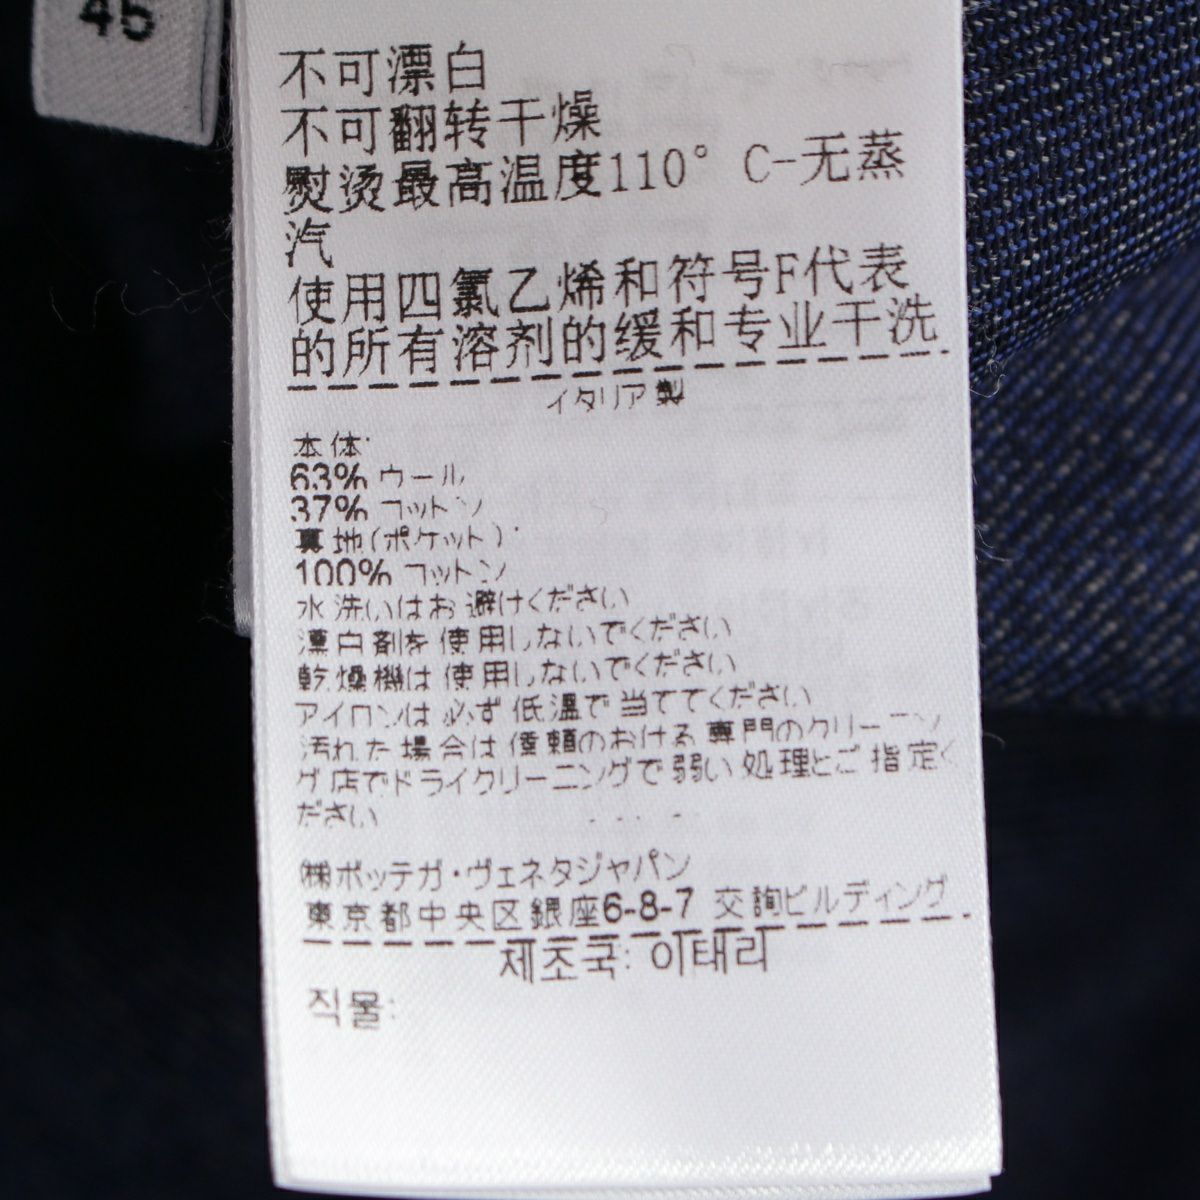 不可漂白
不可翻转干燥
熨烫最高温度110° C-无蒸
汽
使用四氯乙烯和符号F代表
的所有溶剂的缓和专业干洗
イタリア製
本体:
63% ウール
37% コットン
裏地(ポケット):
100% コットン
水洗いはお避けください
漂白剤を使用しないでください
乾燥機は使用しないでください
アイロンは必ず低温で当ててください
汚れた場合は信頼のおける専門のクリーニン
グ店でドライクリーニングで弱い処理とご指定く
ださい
㈱ボッテガ・ヴェネタジャパン
東京都中央区銀座6-8-7 交詢ビルディング
제조국: 이태리
직물: